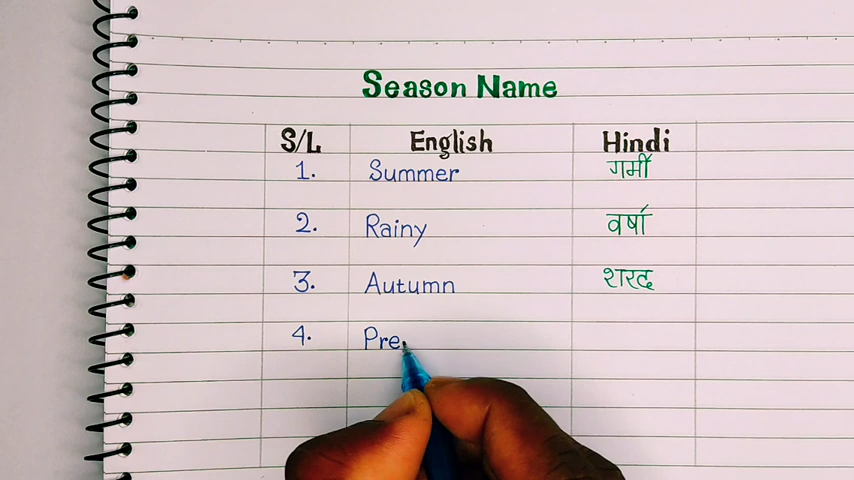 Season Name
S/L English Hindi
1. Summer गर्मी
2. Rainy वर्षा
3. Autumn शरद
4. Pre